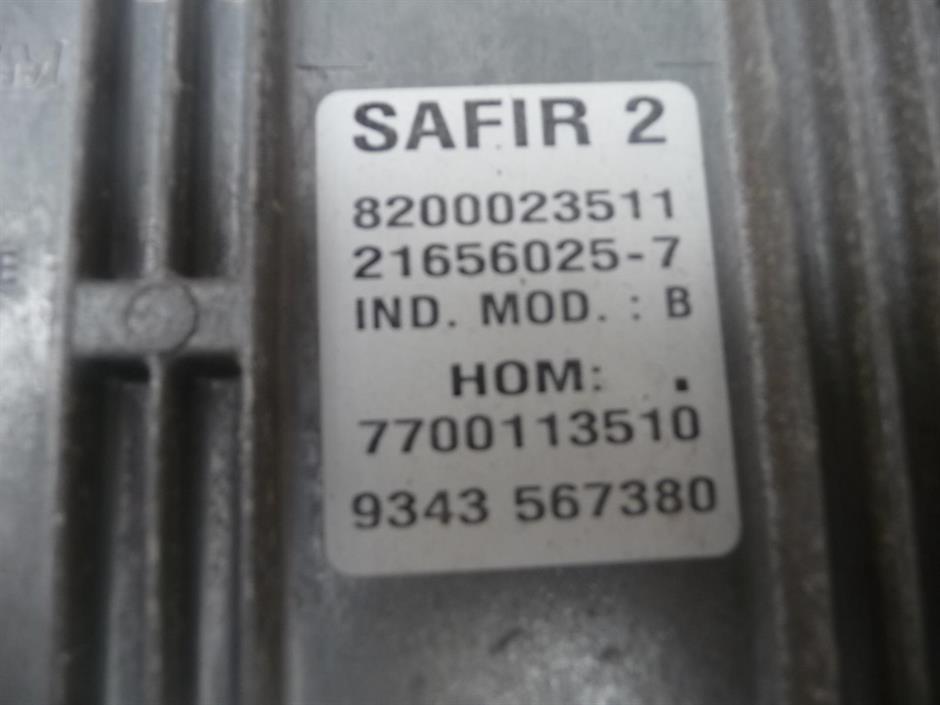 SAFIR 2
8200023511
21656025-7
IND. MOD. : B
HOM: .
7700113510
9343 567380
E